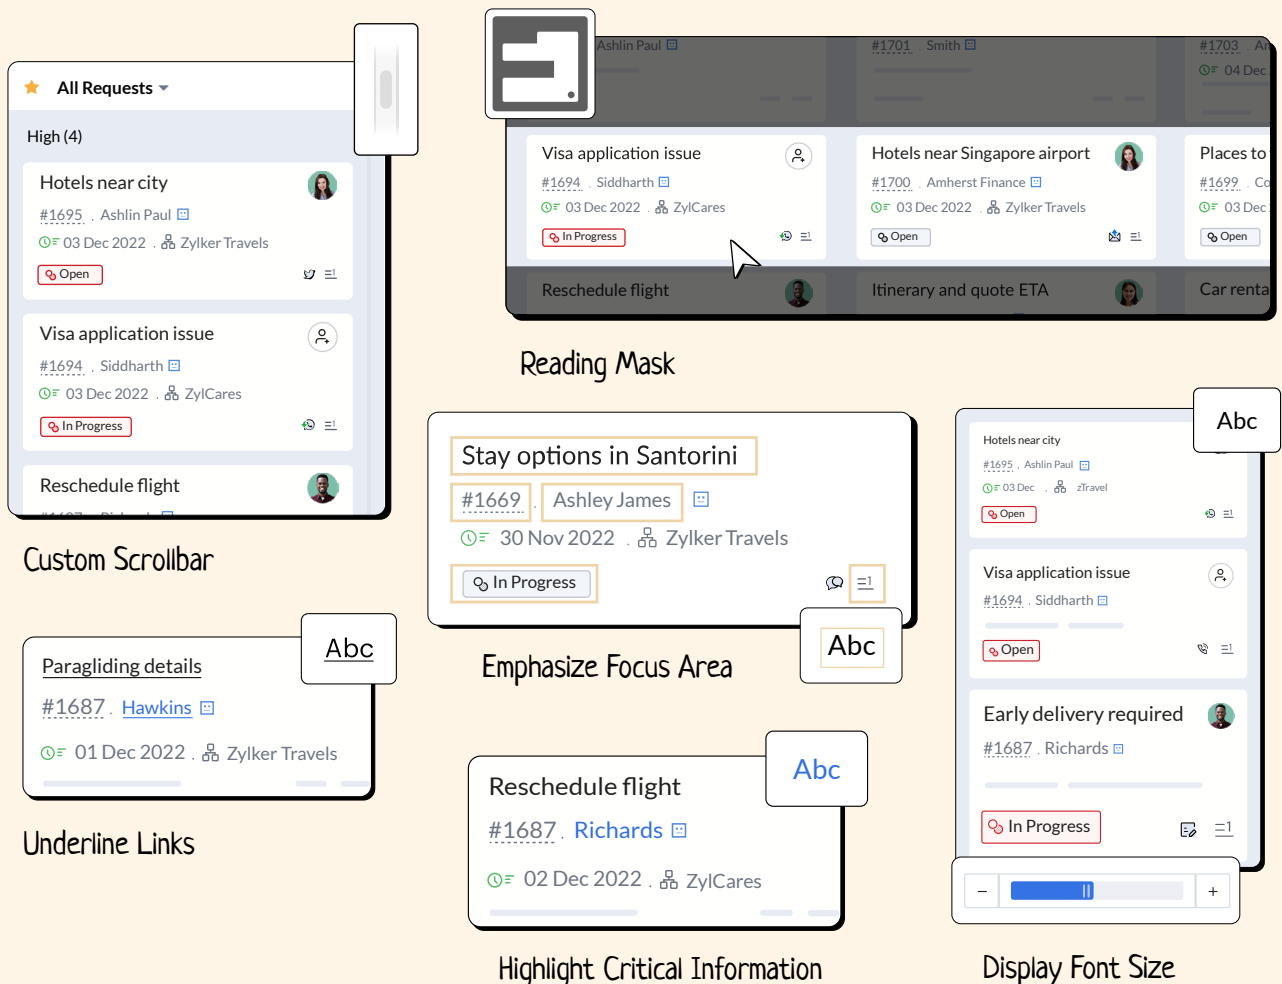 All Requests
High (4)
Hotels near city
#1695 . Ashlin Paul
03 Dec 2022 . Zylker Travels
Open
Visa application issue
#1694 . Siddharth
03 Dec 2022 . ZylCares
In Progress
Reschedule flight
Custom Scrollbar
Ashlin Paul
#1701 Smith
#1703
04 Dec
Visa application issue
#1694 . Siddharth
03 Dec 2022 . ZylCares
In Progress
Hotels near Singapore airport
#1700 . Amherst Finance
03 Dec 2022 . Zylker Travels
Open
Places to
#1699 . Co
03 Dec
Open
Reschedule flight
Itinerary and quote ETA
Car renta
Reading Mask
Stay options in Santorini
#1669 . Ashley James
30 Nov 2022 . Zylker Travels
In Progress
1
Abc
Emphasize Focus Area
Abc
Paragliding details
#1687 . Hawkins
01 Dec 2022 . Zylker Travels
Underline Links
Abc
Reschedule flight
#1687 . Richards
02 Dec 2022 . ZylCares
Highlight Critical Information
Abc
Hotels near city
#1695 . Ashlin Paul
03 Dec . zTravel
Open
Visa application issue
#1694 . Siddharth
Open
Early delivery required
#1687 . Richards
In Progress
1
− +
Display Font Size